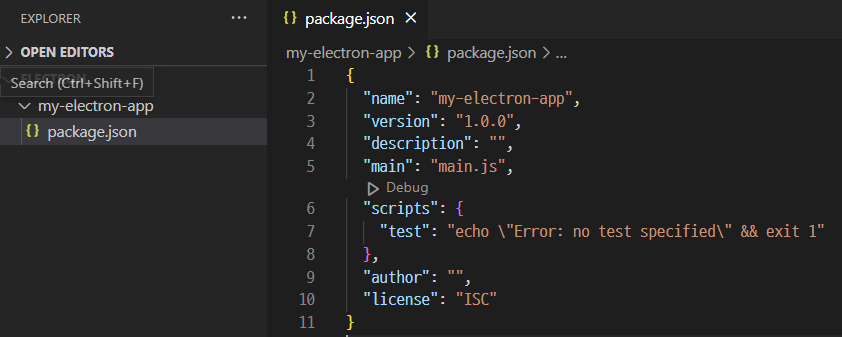 EXPLORER
...
OPEN EDITORS
ELECTRON
Search (Ctrl+Shift+F)
my-electron-app
{} package.json
{} package.json ×
my-electron-app > {} package.json > ...
1 {
2 "name": "my-electron-app",
3 "version": "1.0.0",
4 "description": "",
5 "main": "main.js",
Debug
6 "scripts": {
7 "test": "echo \"Error: no test specified\" && exit 1"
8 },
9 "author": "",
10 "license": "ISC"
11 }